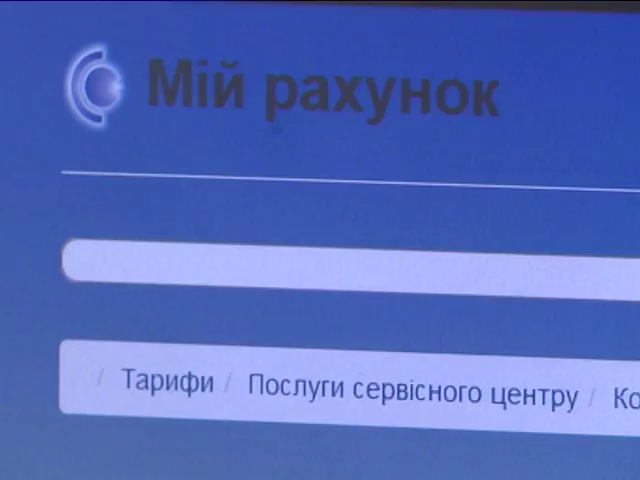 Мій рахунок
/ Тарифи / Послуги сервісного центру /